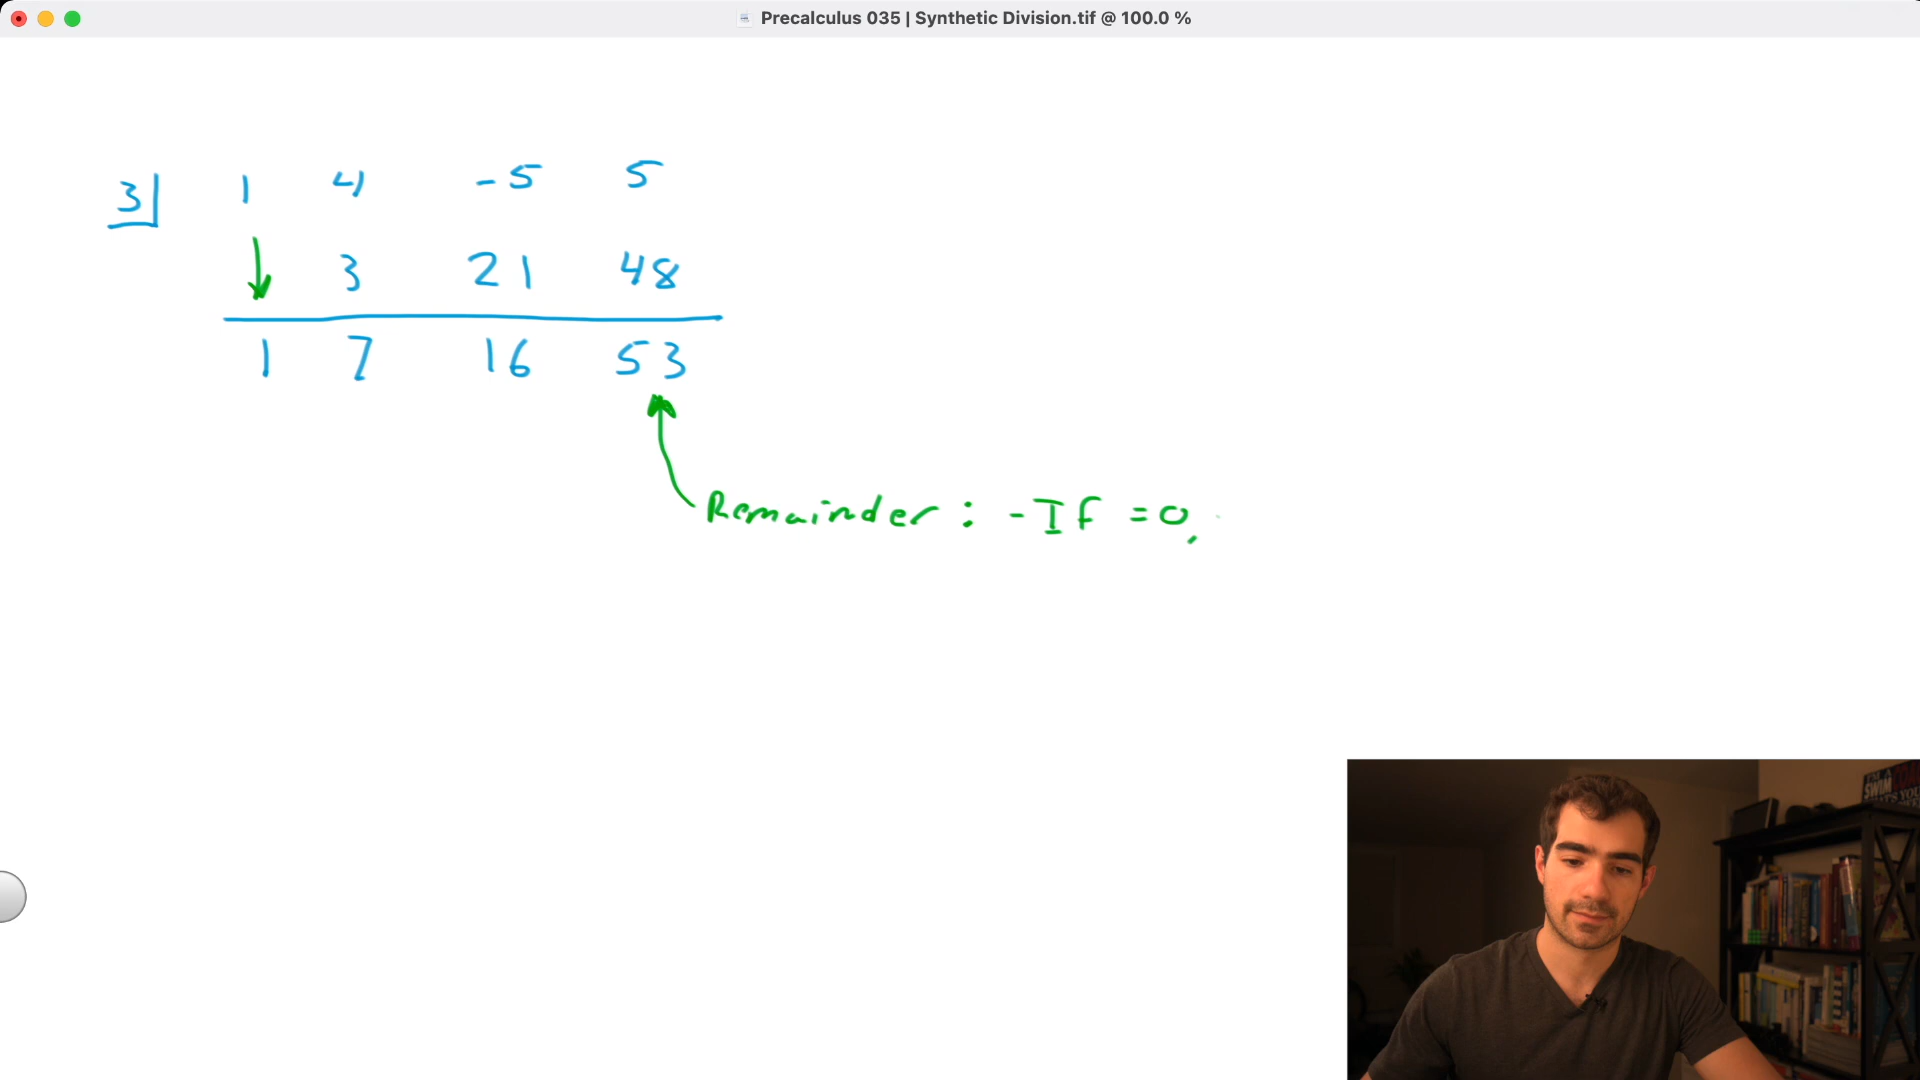 Precalculus 035 | Synthetic Division.tif @ 100.0 %
3| 1 4 -5 5
3 21 48
1 7 16 53
Remainder: - If =0,
SWIM